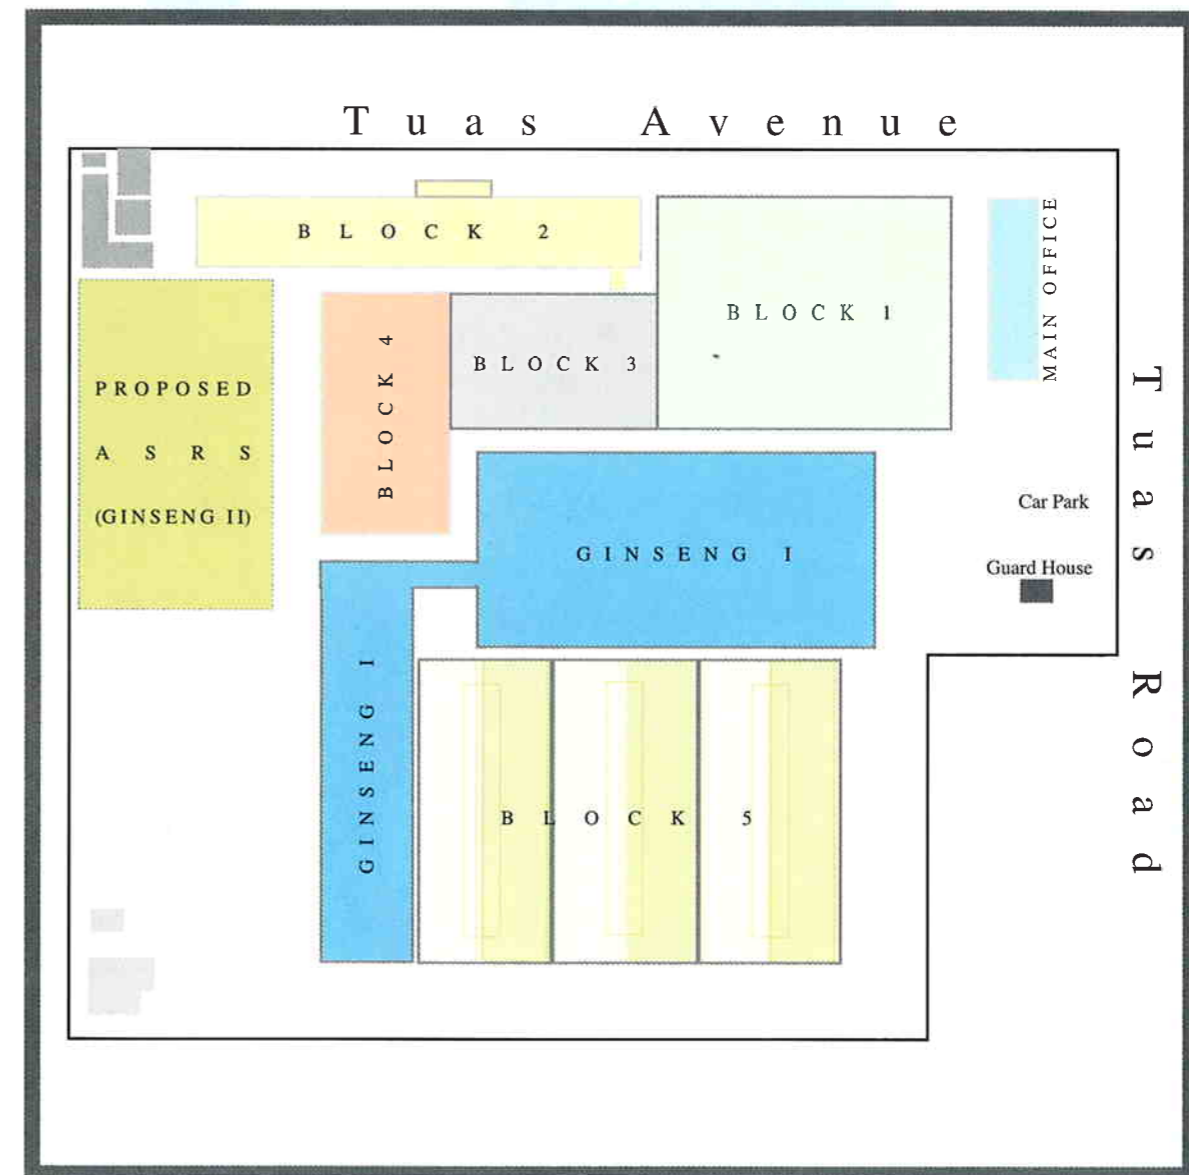 Tuas Avenue
BLOCK 2
BLOCK 1
MAIN OFFICE
BLOCK 4
BLOCK 3
PROPOSED
ASRS
(GINSENG II)
Tuas Road
Car Park
GINSENG I
Guard House
GINSENG I
BLOCK 5